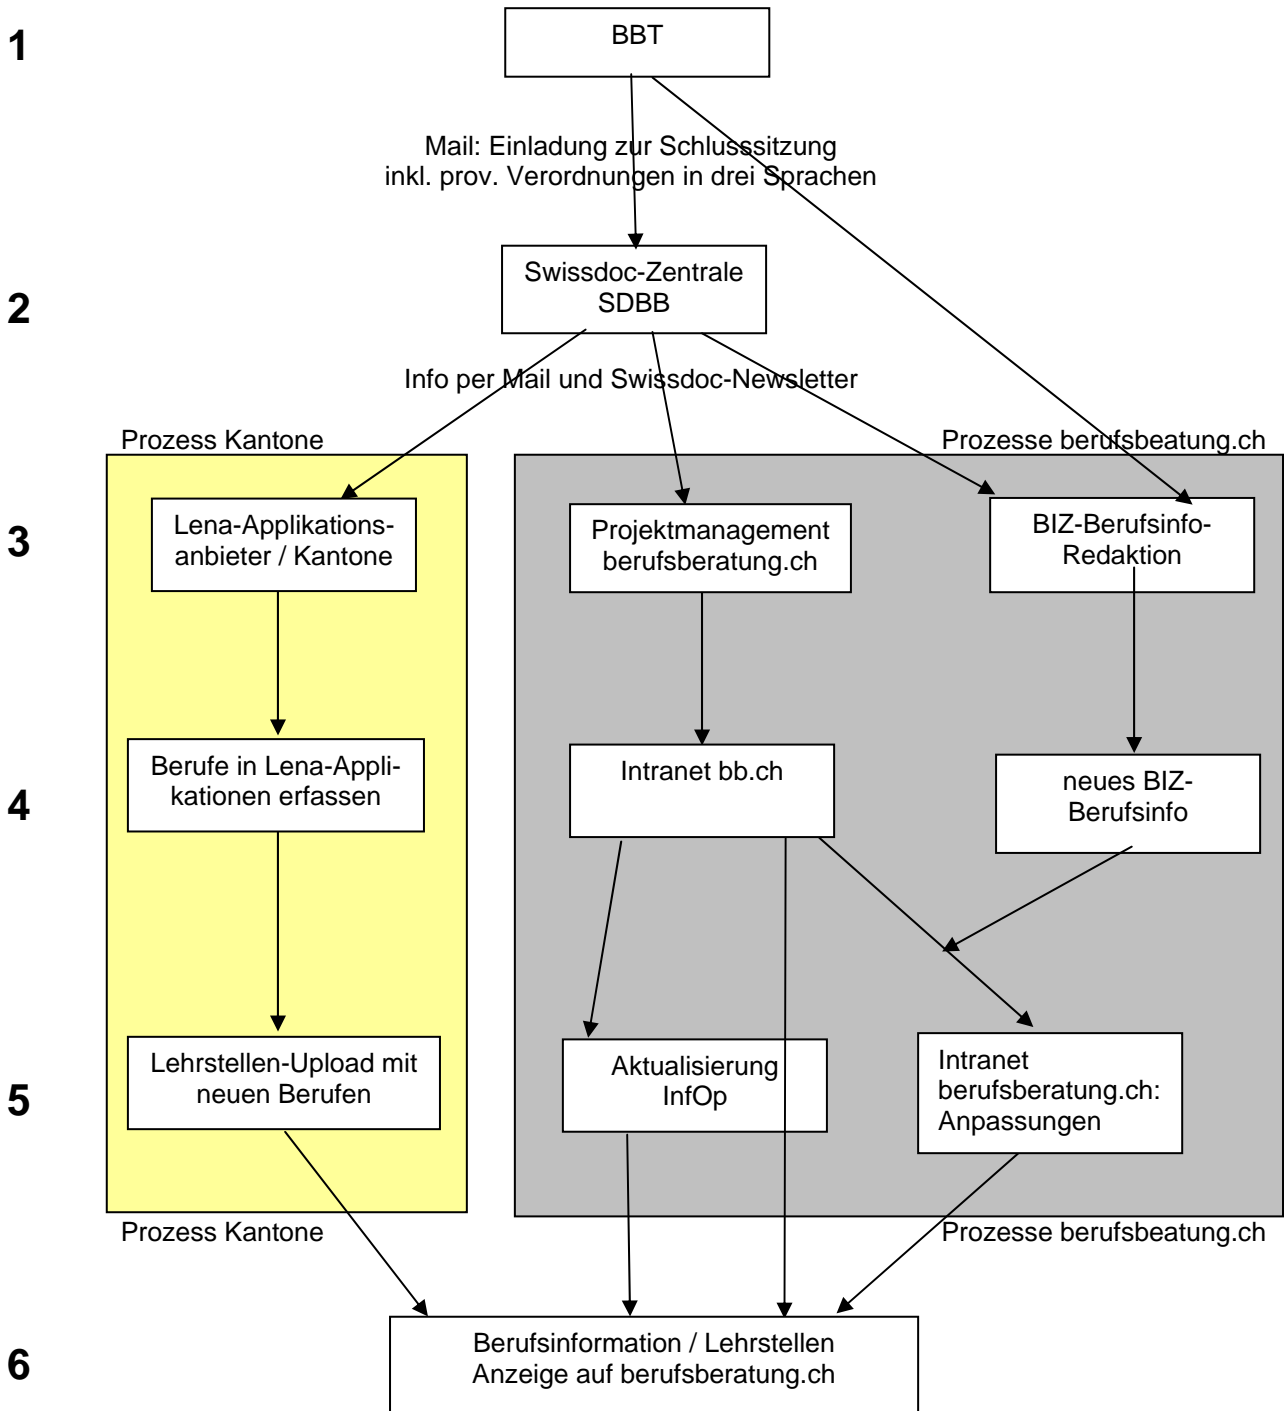 1
BBT
Mail: Einladung zur Schlusssitzung
inkl. prov. Verordnungen in drei Sprachen
2
Swissdoc-Zentrale
SDBB
Info per Mail und Swissdoc-Newsletter
Prozess Kantone
Prozesse berufsbeatung.ch
3
Lena-Applikations-
anbieter / Kantone
Projektmanagement
berufsberatung.ch
BIZ-Berufsinfo-
Redaktion
4
Berufe in Lena-Appli-
kationen erfassen
Intranet bb.ch
neues BIZ-
Berufsinfo
5
Lehrstellen-Upload mit
neuen Berufen
Aktualisierung
InfOp
Intranet
berufsberatung.ch:
Anpassungen
Prozess Kantone
Prozesse berufsbeatung.ch
6
Berufsinformation / Lehrstellen
Anzeige auf berufsberatung.ch